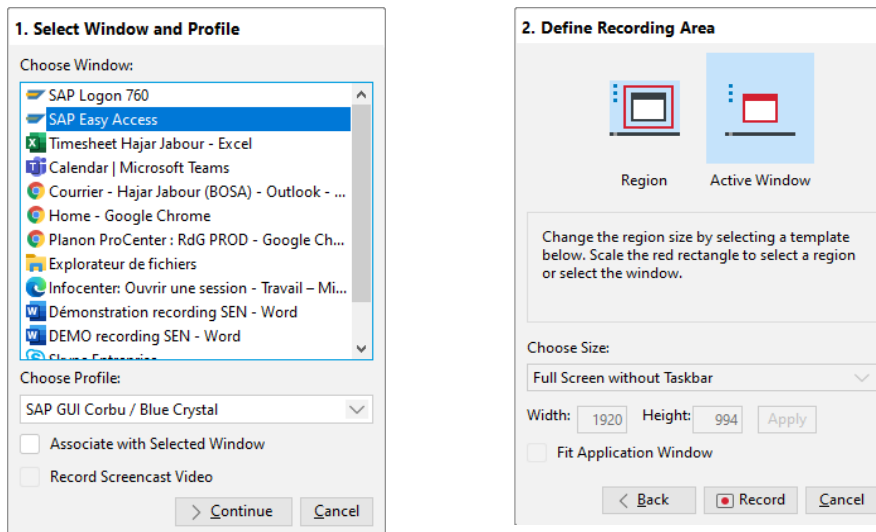 1. Select Window and Profile
Choose Window:
SAP Logon 760
SAP Easy Access
Timesheet Hajar Jabour - Excel
Calendar | Microsoft Teams
Courrier - Hajar Jabour (BOSA) - Outlook - ...
Home - Google Chrome
Planon ProCenter : RdG PROD - Google Ch...
Explorateur de fichiers
Infocenter: Ouvrir une session - Travail – Mi...
Démonstration recording SEN - Word
DEMO recording SEN - Word
Choose Profile:
SAP GUI Corbu / Blue Crystal
Associate with Selected Window
Record Screencast Video
Continue
Cancel
2. Define Recording Area
Region
Active Window
Change the region size by selecting a template
below. Scale the red rectangle to select a region
or select the window.
Choose Size:
Full Screen without Taskbar
Width: 1920 Height: 994 Apply
Fit Application Window
Back
Record
Cancel